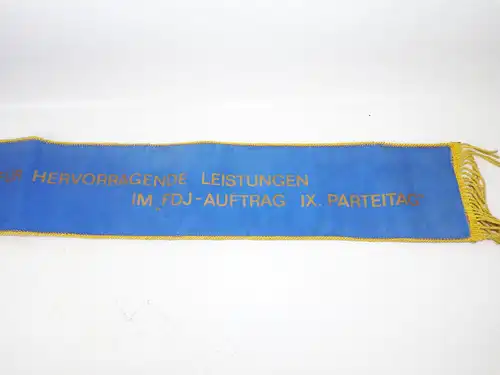 HERVORRAGENDE LEISTUNGEN
IM „FDJ-AUFTRAG IX. PARTEITAG"